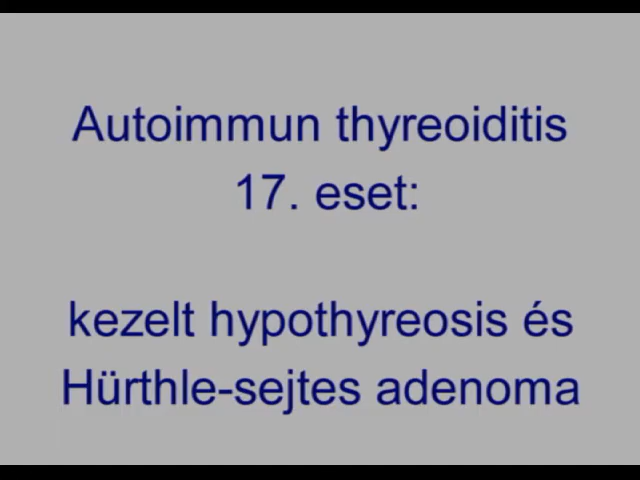 Autoimmun thyreoiditis
17. eset:
kezelt hypothyreosis és
Hürthle-sejtes adenoma